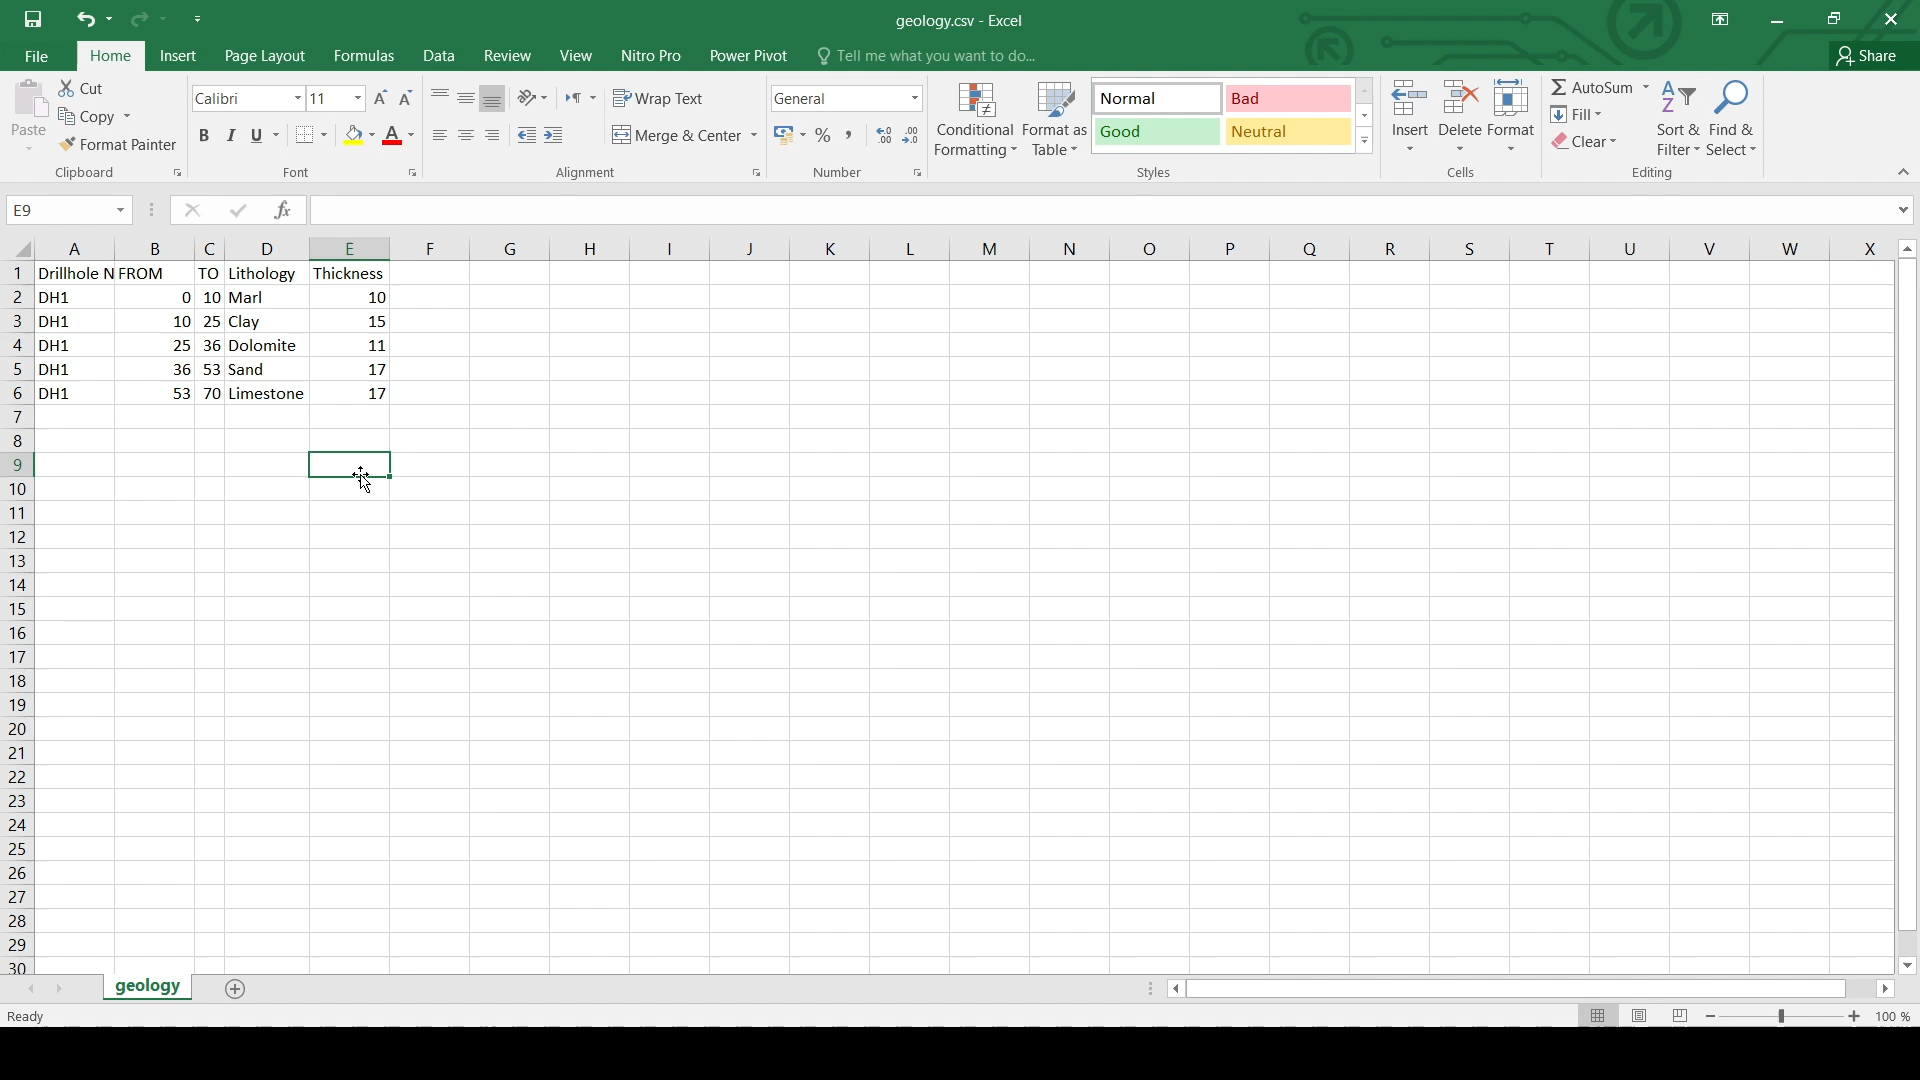 geology.csv - Excel
File Home Insert Page Layout Formulas Data Review View Nitro Pro Power Pivot Tell me what you want to do... Share
Paste Cut Copy Format Painter Clipboard
Calibri 11 B I U A Font
Wrap Text Merge & Center Alignment
General % , Number
Conditional Formatting Format as Table Normal Bad Good Neutral Styles
Insert Delete Format Cells
AutoSum Fill Clear Sort & Filter Find & Select Editing
E9 fx
A B C D E F G H I J K L M N O P Q R S T U V W X
1 Drillhole N FROM TO Lithology Thickness
2 DH1 0 10 Marl 10
3 DH1 10 25 Clay 15
4 DH1 25 36 Dolomite 11
5 DH1 36 53 Sand 17
6 DH1 53 70 Limestone 17
7
8
9
10
11
12
13
14
15
16
17
18
19
20
21
22
23
24
25
26
27
28
29
30
geology
Ready 100 %